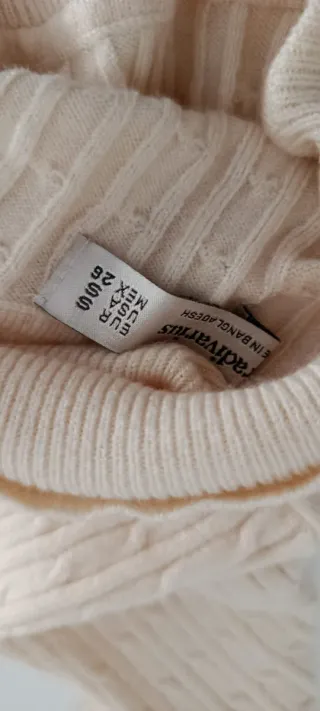 EUR S
USA S
MEX 26
radivarius
E IN BANGLADESH